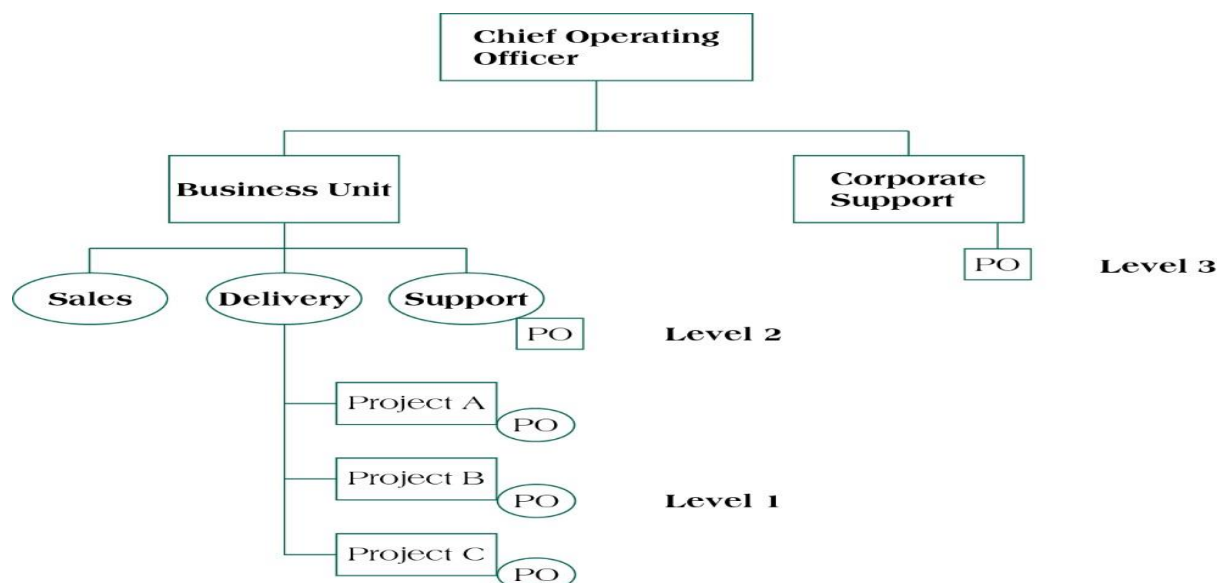 Chief Operating
Officer
Business Unit
Corporate
Support
PO
Level 3
Sales
Delivery
Support
PO
Level 2
Project A
PO
Project B
PO
Level 1
Project C
PO